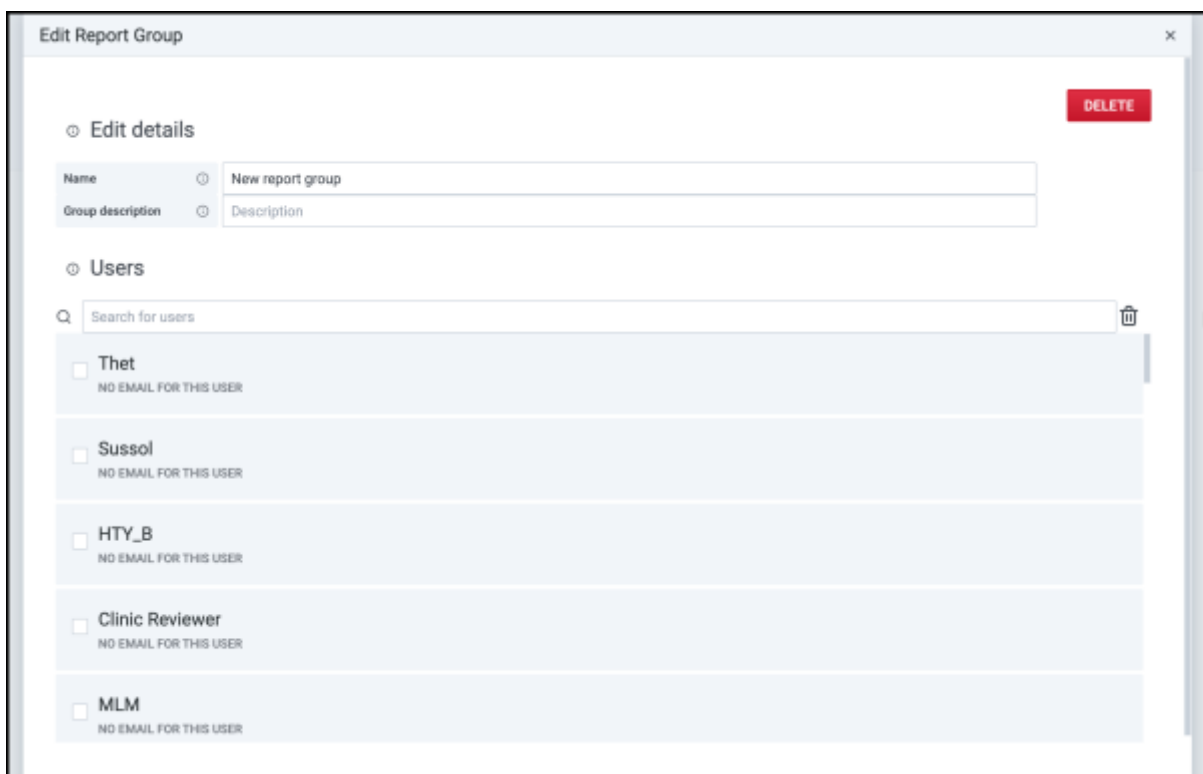 Edit Report Group
DELETE
Edit details
Name New report group
Group description Description
Users
Search for users
Thet
NO EMAIL FOR THIS USER
Sussol
NO EMAIL FOR THIS USER
HTY_B
NO EMAIL FOR THIS USER
Clinic Reviewer
NO EMAIL FOR THIS USER
MLM
NO EMAIL FOR THIS USER